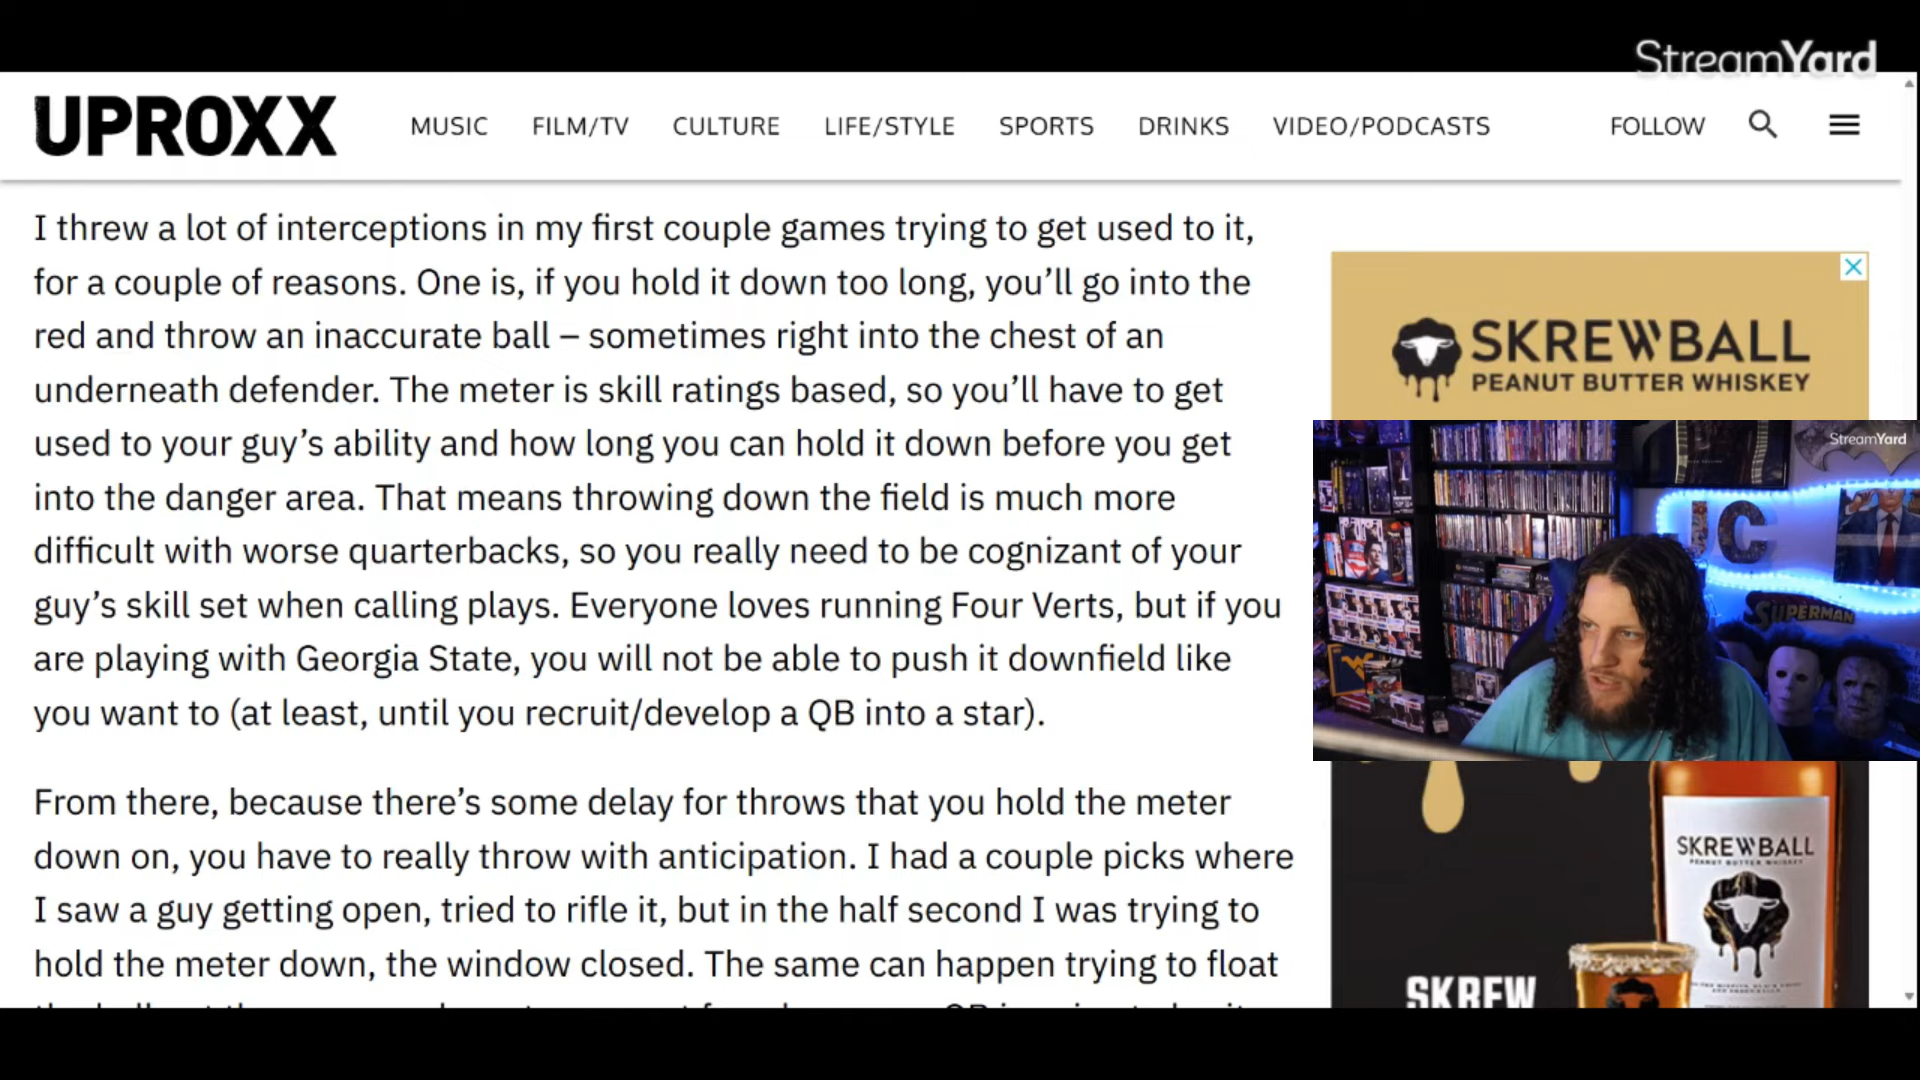 StreamYard
UPROXX
MUSIC FILM/TV CULTURE LIFE/STYLE SPORTS DRINKS VIDEO/PODCASTS FOLLOW
I threw a lot of interceptions in my first couple games trying to get used to it,
for a couple of reasons. One is, if you hold it down too long, you’ll go into the
red and throw an inaccurate ball – sometimes right into the chest of an
underneath defender. The meter is skill ratings based, so you’ll have to get
used to your guy’s ability and how long you can hold it down before you get
into the danger area. That means throwing down the field is much more
difficult with worse quarterbacks, so you really need to be cognizant of your
guy’s skill set when calling plays. Everyone loves running Four Verts, but if you
are playing with Georgia State, you will not be able to push it downfield like
you want to (at least, until you recruit/develop a QB into a star).
From there, because there’s some delay for throws that you hold the meter
down on, you have to really throw with anticipation. I had a couple picks where
I saw a guy getting open, tried to rifle it, but in the half second I was trying to
hold the meter down, the window closed. The same can happen trying to float
SKREWBALL
PEANUT BUTTER WHISKEY
StreamYard
JC
SUPERMAN
SKREWBALL
PEANUT BUTTER WHISKEY
SKREW